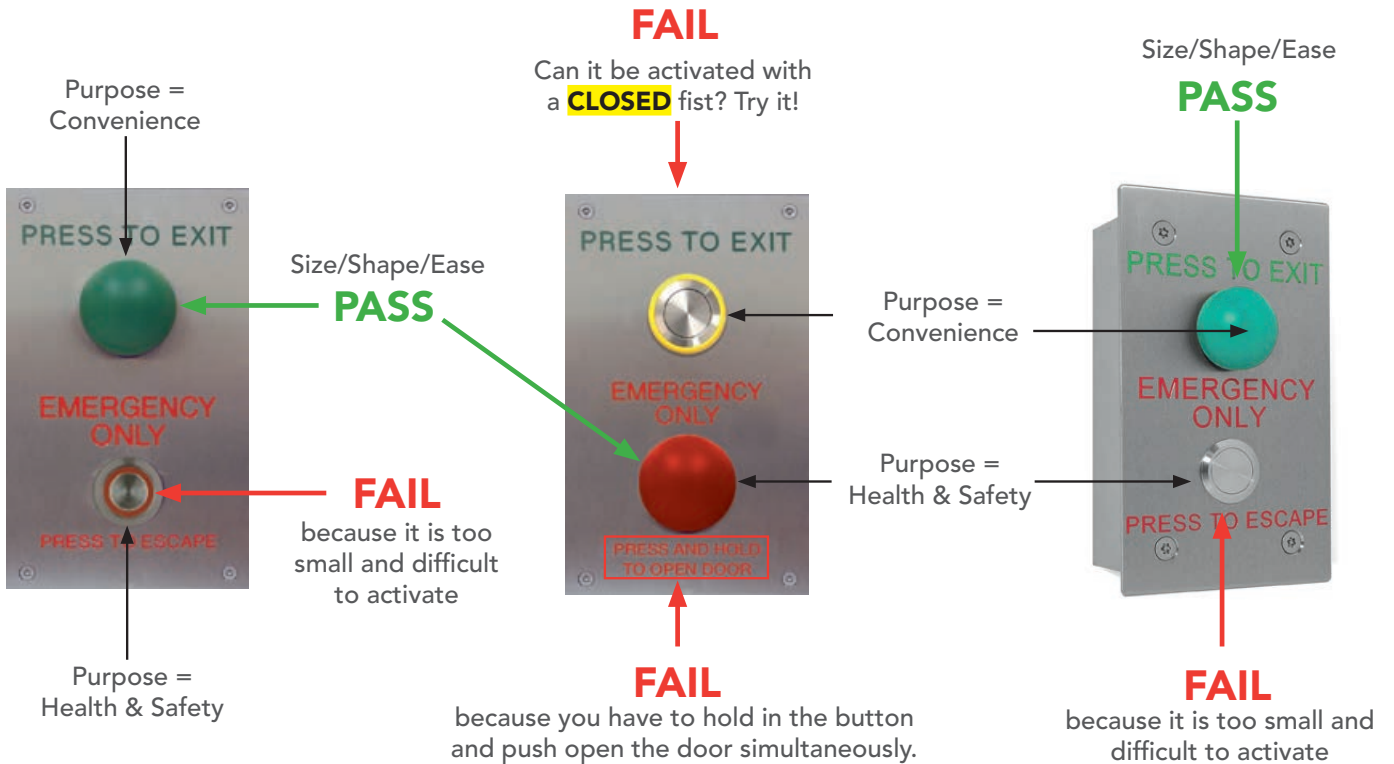 FAIL
Can it be activated with
a CLOSED fist? Try it!
Size/Shape/Ease
PASS
Purpose =
Convenience
PRESS TO EXIT
EMERGENCY
ONLY
PRESS TO ESCAPE
Purpose =
Health & Safety
Size/Shape/Ease
PASS
FAIL
because it is too
small and difficult
to activate
PRESS TO EXIT
EMERGENCY
ONLY
PRESS AND HOLD
TO OPEN DOOR
FAIL
because you have to hold in the button
and push open the door simultaneously.
Purpose =
Convenience
Purpose =
Health & Safety
PRESS TO EXIT
EMERGENCY
ONLY
PRESS TO ESCAPE
FAIL
because it is too small and
difficult to activate